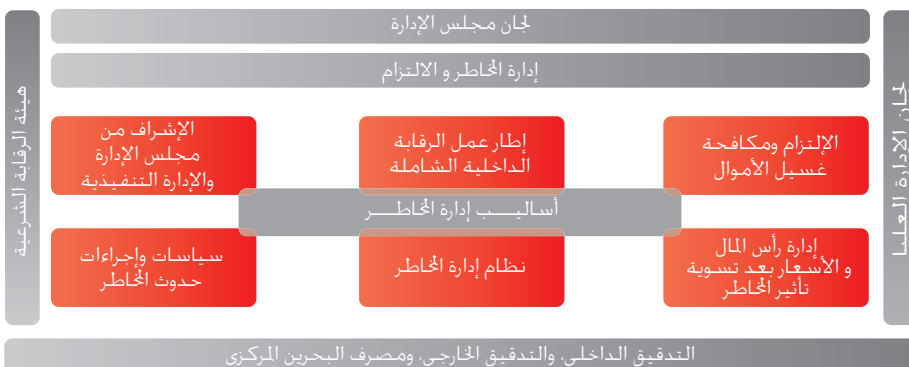 لجان مجلس الإدارة
إدارة المخاطر و الالتزام
لجان الإدارة العليا
الإلتزام ومكافحة
غسيل الأموال
إطار عمل الرقابة
الداخلية الشاملة
الإشراف من
مجلس الإدارة
والإدارة التنفيذية
هيئة الرقابة الشرعية
أساليـــب إدارة المخاطـــر
إدارة رأس المال
و الأسعار بعد تسوية
تأثير المخاطر
نظام إدارة المخاطر
سياسات وإجراءات
حدوث المخاطر
التدقيق الداخلي، والتدقيق الخارجي، ومصرف البحرين المركزي